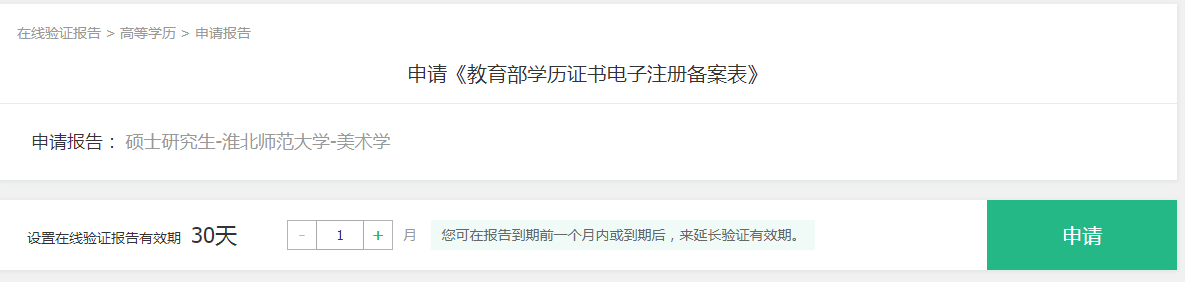 在线验证报告 > 高等学历 > 申请报告
申请《教育部学历证书电子注册备案表》
申请报告： 硕士研究生-淮北师范大学-美术学
设置在线验证报告有效期 30天 - 1 + 月 您可在报告到期前一个月内或到期后，来延长验证有效期。 申请